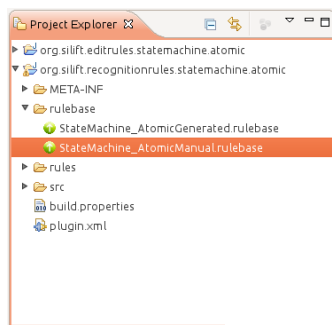 Project Explorer
org.silift.editrules.statemachine.atomic
org.silift.recognitionrules.statemachine.atomic
META-INF
rulebase
StateMachine_AtomicGenerated.rulebase
StateMachine_AtomicManual.rulebase
rules
src
build.properties
plugin.xml